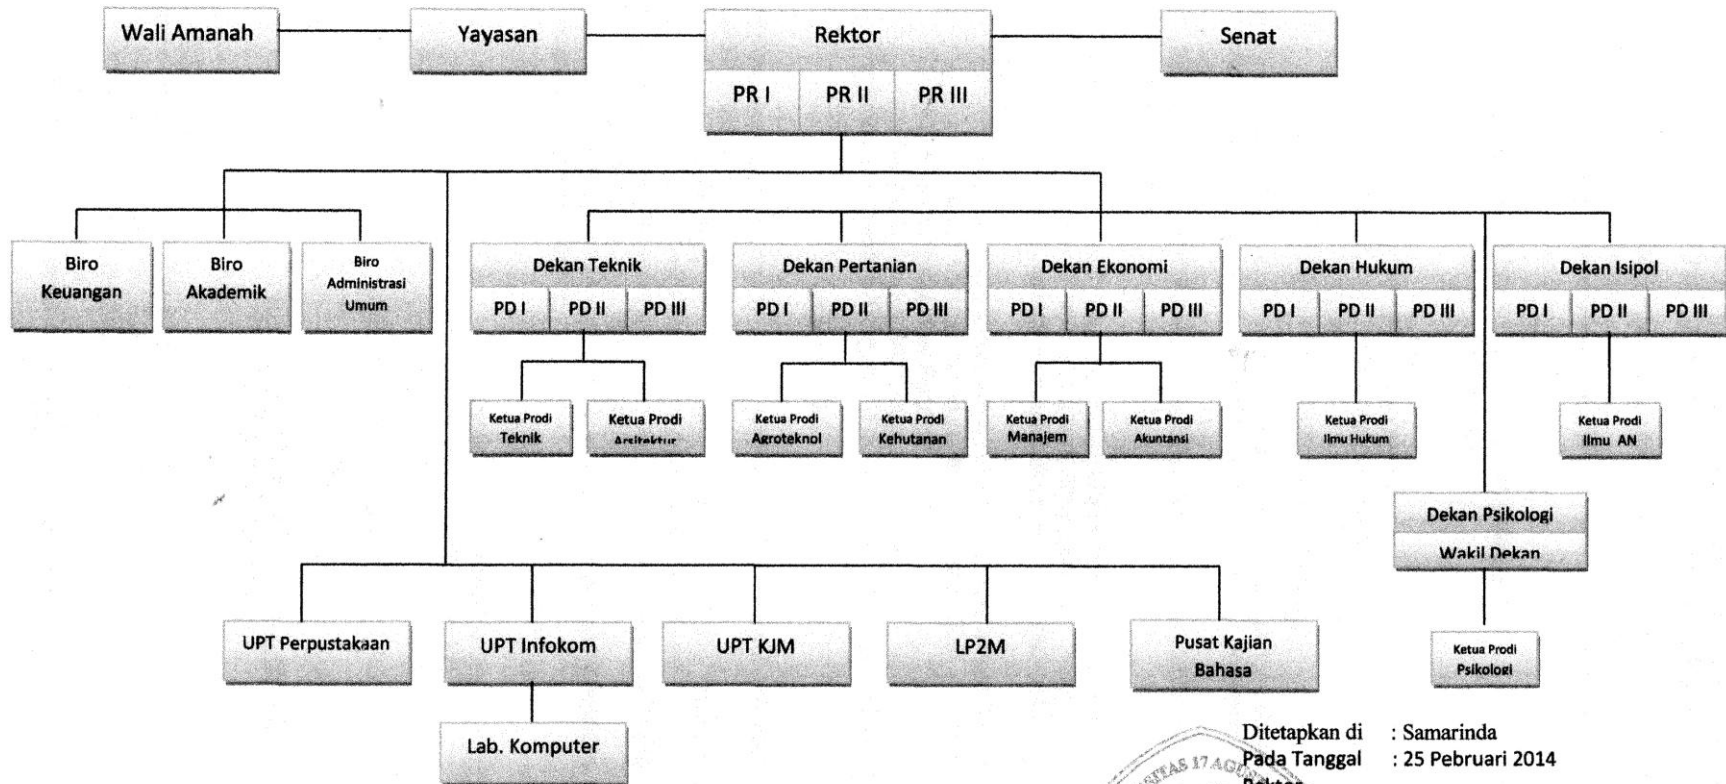 Wali Amanah
Yayasan
Rektor
Senat
PR I PR II PR III
Biro
Keuangan
Biro
Akademik
Biro
Administrasi
Umum
Dekan Teknik
PD I PD II PD III
Dekan Pertanian
PD I PD II PD III
Dekan Ekonomi
PD I PD II PD III
Dekan Hukum
PD I PD II PD III
Dekan Isipol
PD I PD II PD III
Ketua Prodi
Teknik
Ketua Prodi
Arsitektur
Ketua Prodi
Agroteknol
Ketua Prodi
Kehutanan
Ketua Prodi
Manajem
Ketua Prodi
Akuntansi
Ketua Prodi
Ilmu Hukum
Ketua Prodi
Ilmu AN
Dekan Psikologi
Wakil Dekan
UPT Perpustakaan
UPT Infokom
UPT KJM
LP2M
Pusat Kajian
Bahasa
Ketua Prodi
Psikologi
Lab. Komputer
Ditetapkan di : Samarinda
Pada Tanggal : 25 Pebruari 2014
Rektor